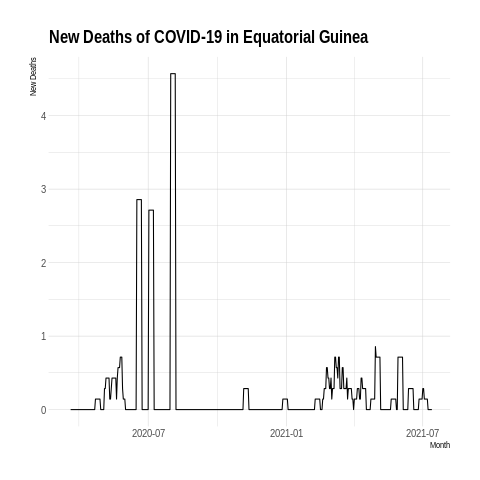 New Deaths of COVID-19 in Equatorial Guinea
New Deaths
4
3
2
1
0
2020-07
2021-01
2021-07
Month